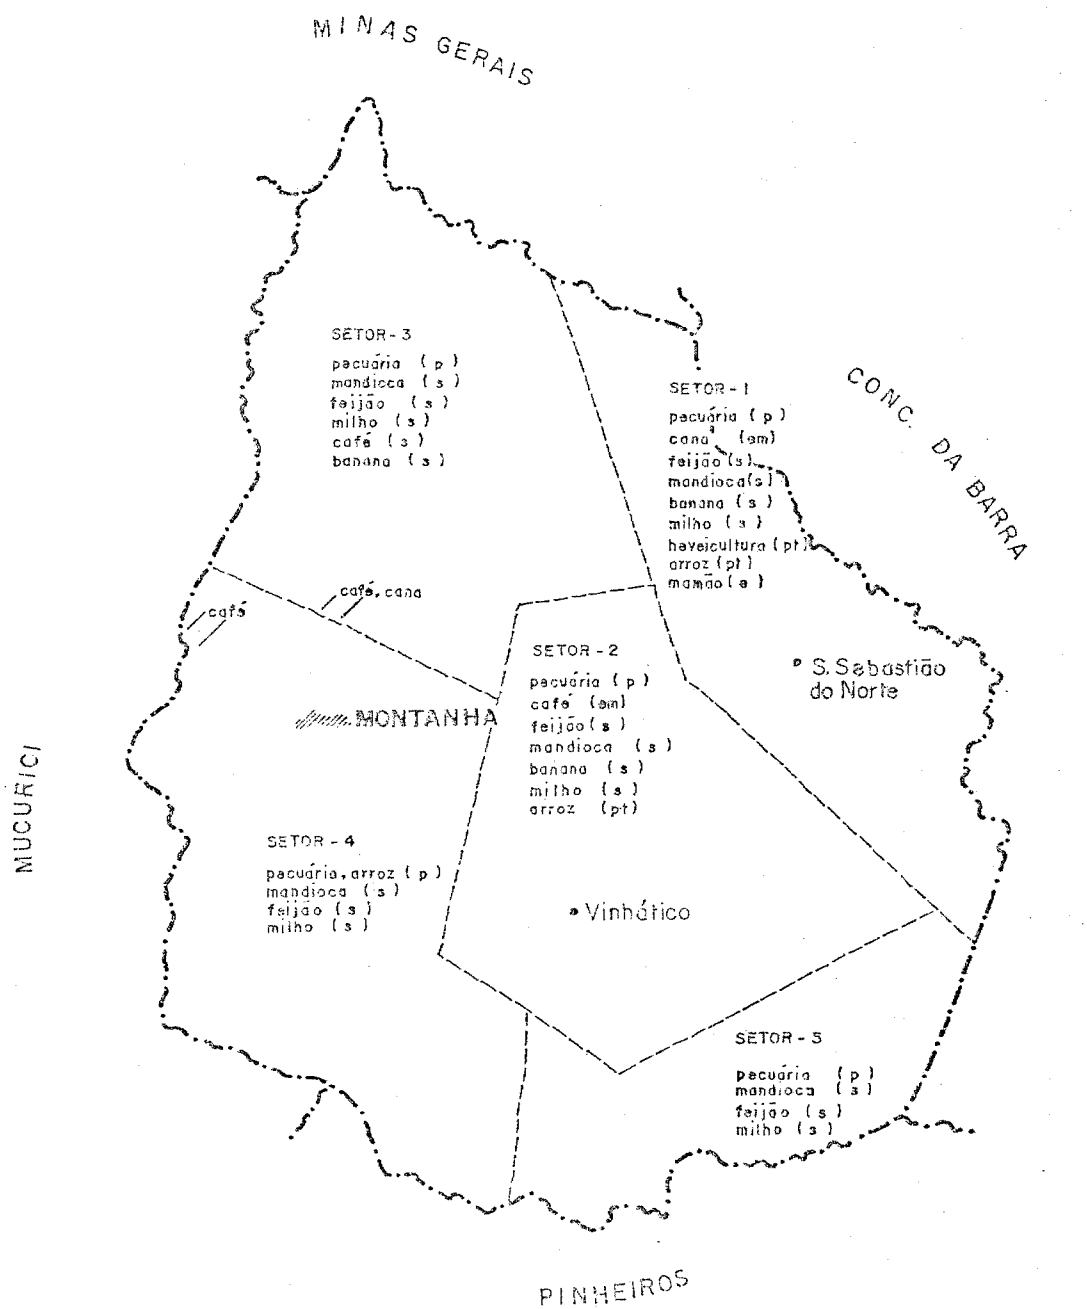 MINAS GERAIS
SETOR-3
pecuária (p)
mandioca (s)
feijão (s)
milho (s)
café (s)
banana (s)
SETOR-1
pecuária (p)
cana (em)
feijão (s)
mandioca (s)
banana (s)
milho (s)
heveicultura (pt)
arroz (pt)
mamão (e)
CONC. DA BARRA
café, cana
café
SETOR-2
pecuária (p)
café (em)
feijão (s)
mandioca (s)
banana (s)
milho (s)
arroz (pt)
S. Sebastião
do Norte
MONTANHA
MUCURICI
SETOR-4
pecuária, arroz (p)
mandioca (s)
feijão (s)
milho (s)
Vinhático
SETOR-5
pecuária (p)
mandioca (s)
feijão (s)
milho (s)
PINHEIROS